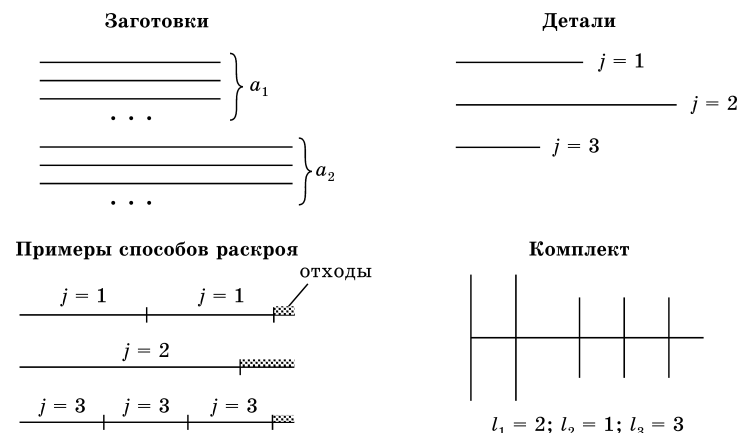 Заготовки
a₁
. . .
a₂
. . .
Детали
j = 1
j = 2
j = 3
Примеры способов раскроя
отходы
j = 1 j = 1
j = 2
j = 3 j = 3 j = 3
Комплект
l₁ = 2; l₂ = 1; l₃ = 3